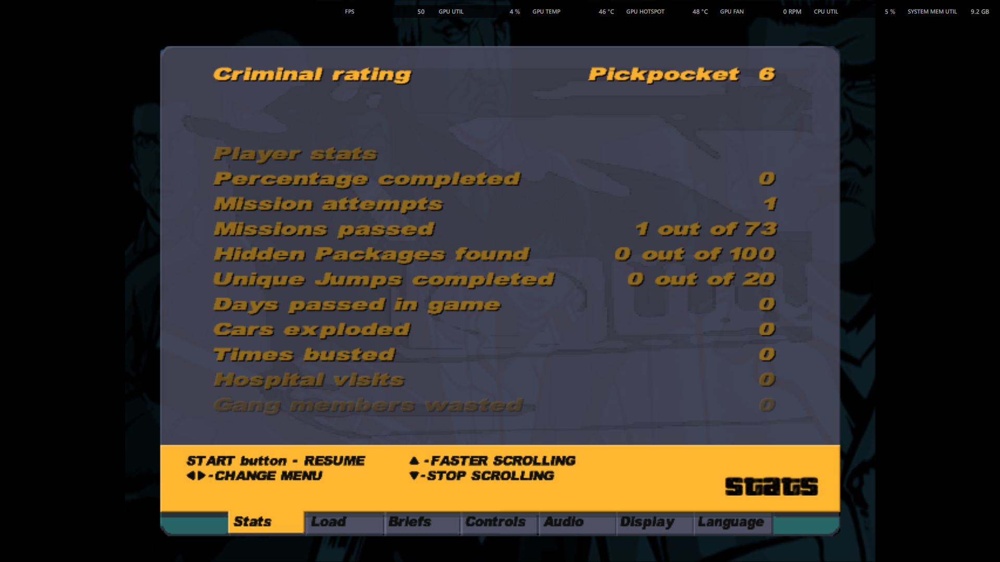 FPS 50 GPU UTIL 4 % GPU TEMP 46 °C GPU HOTSPOT 48 °C GPU FAN 0 RPM CPU UTIL 5 % SYSTEM MEM UTIL 9.2 GB
Criminal rating Pickpocket 6
Player stats
Percentage completed 0
Mission attempts 1
Missions passed 1 out of 73
Hidden Packages found 0 out of 100
Unique Jumps completed 0 out of 20
Days passed in game 0
Cars exploded 0
Times busted 0
Hospital visits 0
Gang members wasted 0
START button - RESUME ▲ -FASTER SCROLLING
◀▶-CHANGE MENU ▼-STOP SCROLLING
Stats
Stats Load Briefs Controls Audio Display Language